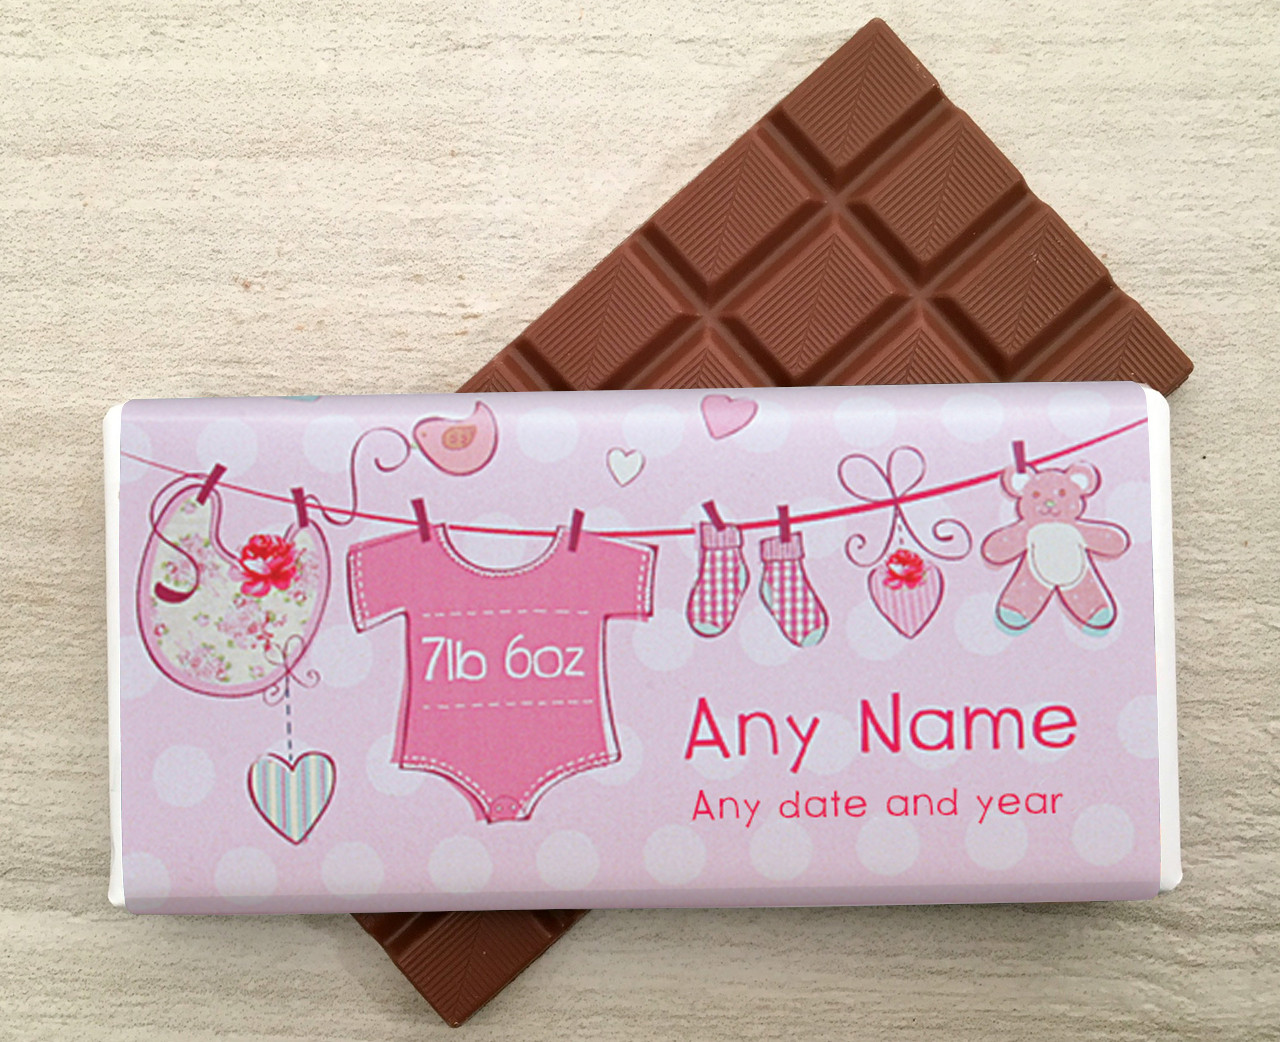 7lb 6oz
Any Name
Any date and year